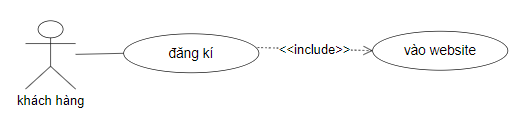 đăng kí
<<include>>
vào website
khách hàng